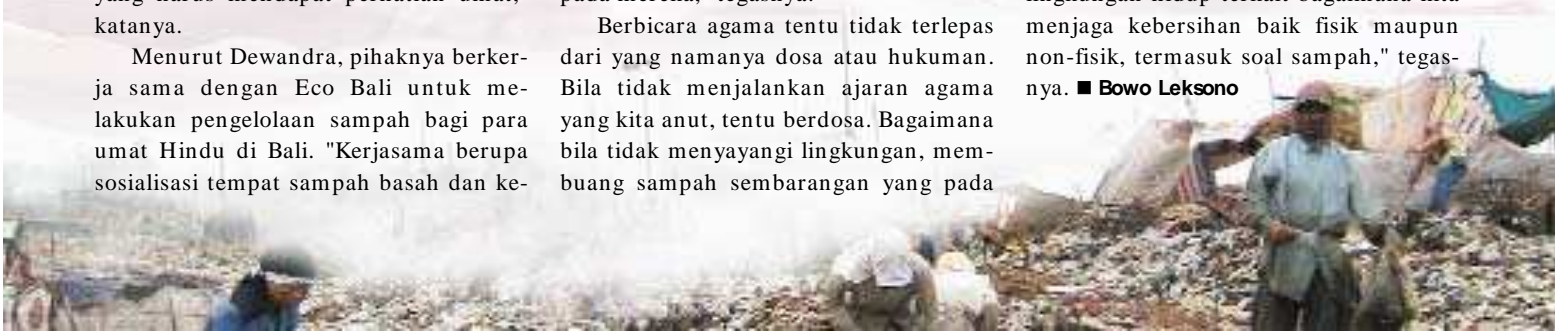 katanya.
Menurut Dewandra, pihaknya berker-
ja sama dengan Eco Bali untuk me-
lakukan pengelolaan sampah bagi para
umat Hindu di Bali. "Kerjasama berupa
sosialisasi tempat sampah basah dan ke-
Berbicara agama tentu tidak terlepas
dari yang namanya dosa atau hukuman.
Bila tidak menjalankan ajaran agama
yang kita anut, tentu berdosa. Bagaimana
bila tidak menyayangi lingkungan, mem-
buang sampah sembarangan yang pada
menjaga kebersihan baik fisik maupun
non-fisik, termasuk soal sampah," tegas-
nya. ■ Bowo Leksono